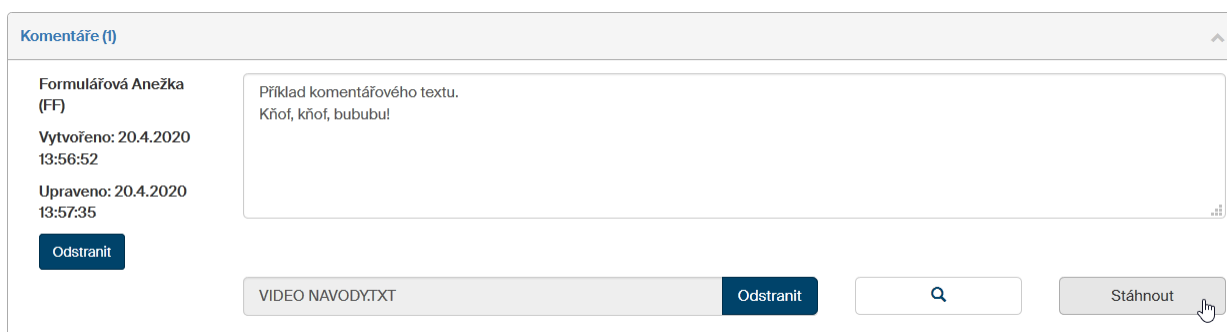 Komentáře (1)
Formulářová Anežka
(FF)
Vytvořeno: 20.4.2020
13:56:52
Upraveno: 20.4.2020
13:57:35
Odstranit
Příklad komentářového textu.
Kňof, kňof, bububu!
VIDEO NAVODY.TXT
Odstranit
Stáhnout